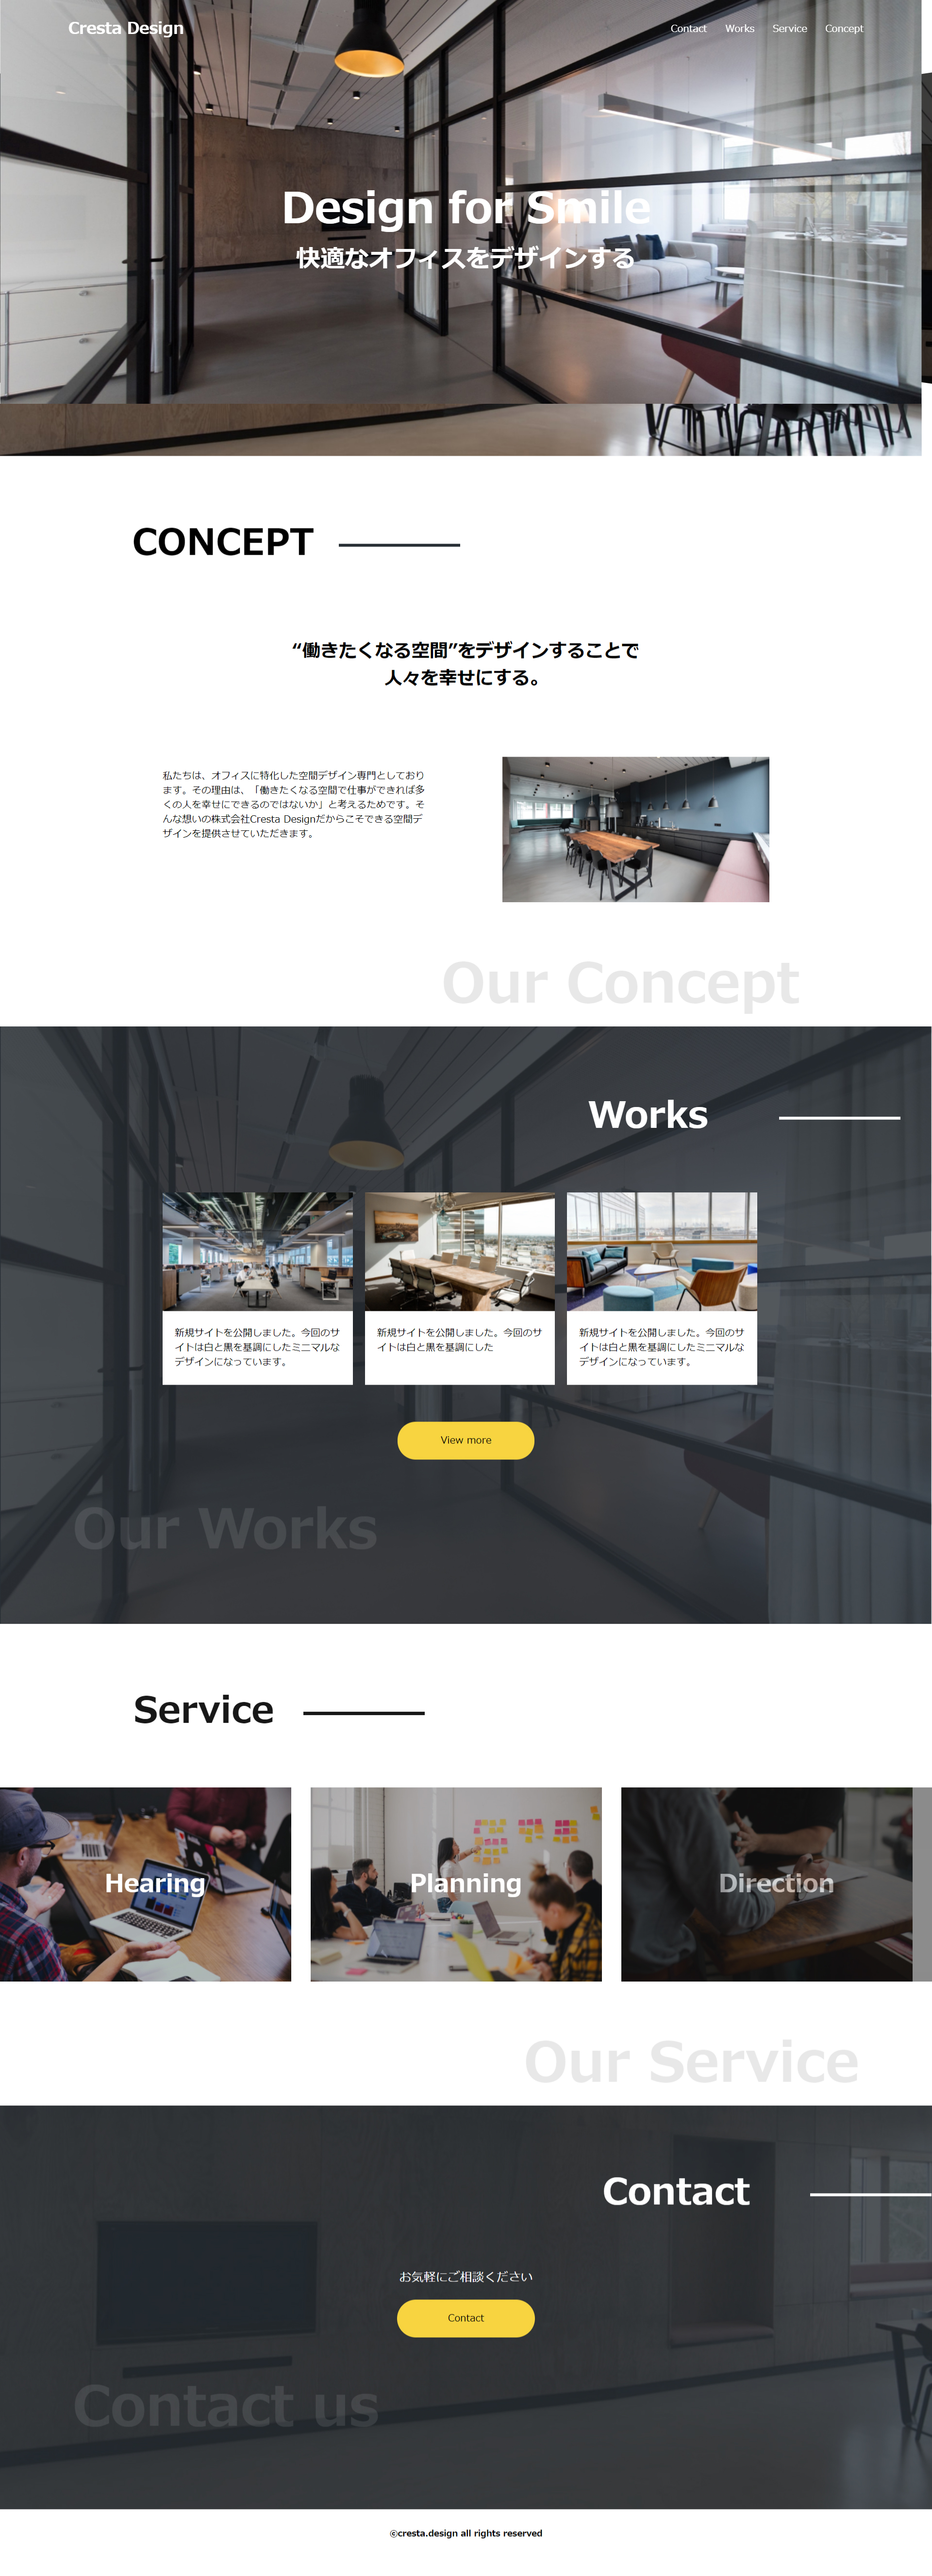 Cresta Design
Contact Works Service Concept
Design for Smile
快適なオフィスをデザインする
CONCEPT
“働きたくなる空間”をデザインすることで
人々を幸せにする。
私たちは、オフィスに特化した空間デザイン専門としており
ます。その理由は、「働きたくなる空間で仕事ができれば多
くの人を幸せにできるのではないか」と考えるためです。そ
んな想いの株式会社Cresta Designだからこそできる空間デ
ザインを提供させていただきます。
Our Concept
Works
新規サイトを公開しました。今回のサ
イトは白と黒を基調にしたミニマルな
デザインになっています。
新規サイトを公開しました。今回のサ
イトは白と黒を基調にした
新規サイトを公開しました。今回のサ
イトは白と黒を基調にしたミニマルな
デザインになっています。
View more
Our Works
Service
Hearing
Planning
Direction
Our Service
Contact
お気軽にご相談ください
Contact
Contact us
©cresta.design all rights reserved